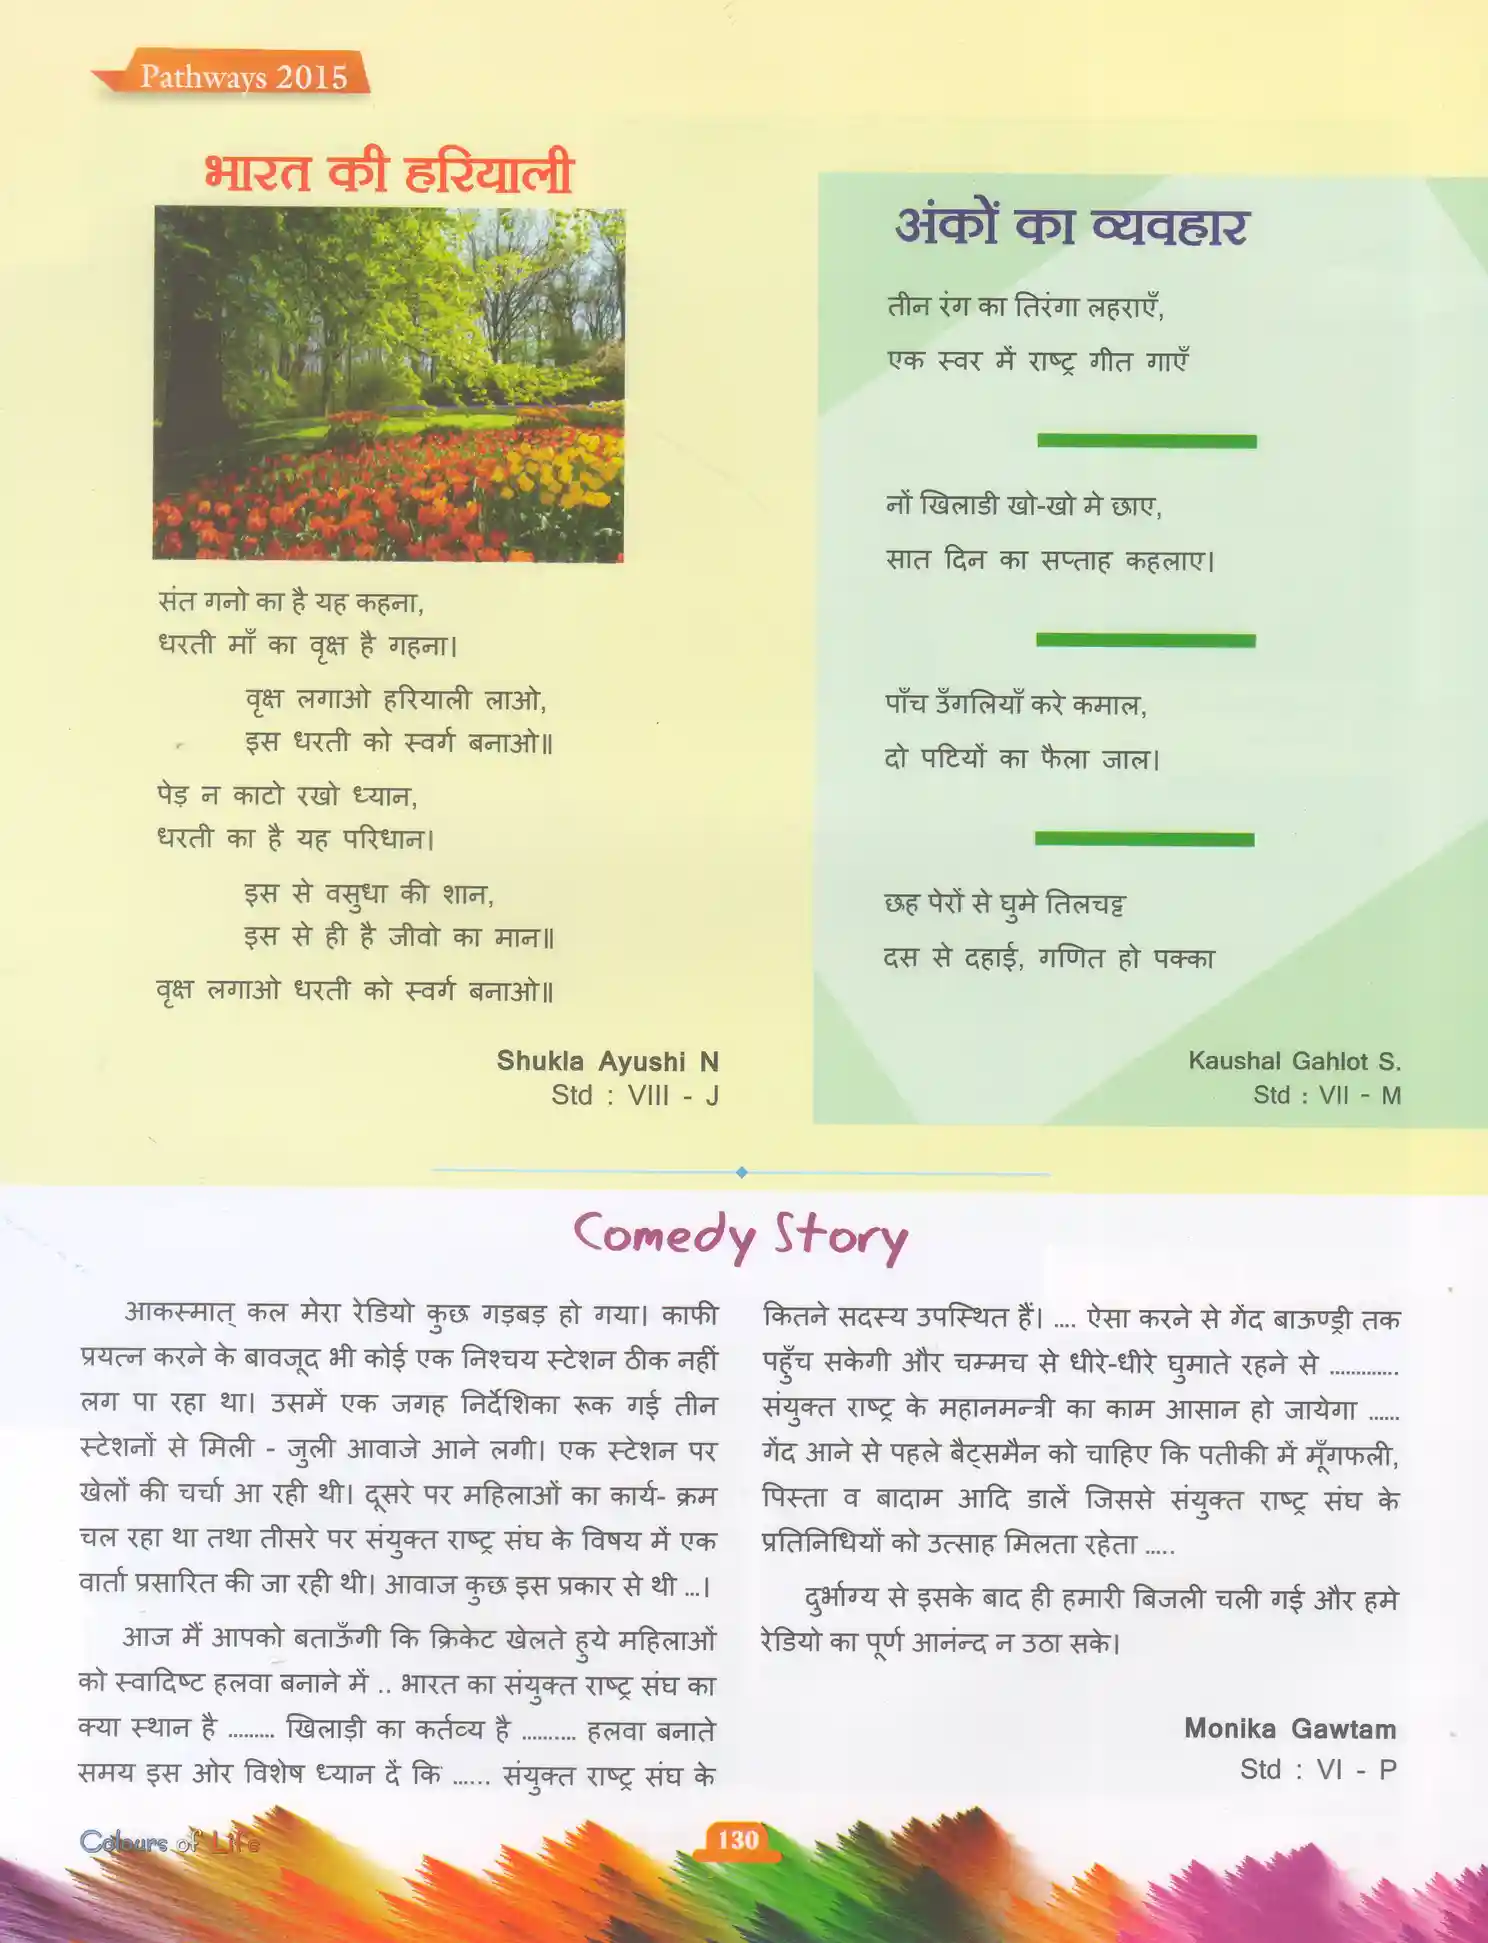 Pathways 2015
भारत की हरियाली
संत गनो का है यह कहना,
धरती माँ का वृक्ष है गहना।
वृक्ष लगाओ हरियाली लाओ,
इस धरती को स्वर्ग बनाओ॥
पेड़ न काटो रखो ध्यान,
धरती का है यह परिधान।
इस से वसुधा की शान,
इस से ही है जीवो का मान॥
वृक्ष लगाओ धरती को स्वर्ग बनाओ॥
Shukla Ayushi N
Std : VIII - J
अंकों का व्यवहार
तीन रंग का तिरंगा लहराएँ,
एक स्वर में राष्ट्र गीत गाएँ
नों खिलाडी खो-खो मे छाए,
सात दिन का सप्ताह कहलाए।
पाँच उँगलियाँ करे कमाल,
दो पटियों का फैला जाल।
छह पेरों से घुमे तिलचट्ट
दस से दहाई, गणित हो पक्का
Kaushal Gahlot S.
Std : VII - M
Comedy Story
आकस्मात् कल मेरा रेडियो कुछ गड़बड़ हो गया। काफी
प्रयत्न करने के बावजूद भी कोई एक निश्चय स्टेशन ठीक नहीं
लग पा रहा था। उसमें एक जगह निर्देशिका रूक गई तीन
स्टेशनों से मिली - जुली आवाजे आने लगी। एक स्टेशन पर
खेलों की चर्चा आ रही थी। दूसरे पर महिलाओं का कार्य- क्रम
चल रहा था तथा तीसरे पर संयुक्त राष्ट्र संघ के विषय में एक
वार्ता प्रसारित की जा रही थी। आवाज कुछ इस प्रकार से थी ...।
आज मैं आपको बताऊँगी कि क्रिकेट खेलते हुये महिलाओं
को स्वादिष्ट हलवा बनाने में .. भारत का संयुक्त राष्ट्र संघ का
क्या स्थान है ......... खिलाड़ी का कर्तव्य है .......... हलवा बनाते
समय इस ओर विशेष ध्यान दें कि ...... संयुक्त राष्ट्र संघ के
कितने सदस्य उपस्थित हैं। .... ऐसा करने से गेंद बाऊण्ड्री तक
पहुँच सकेगी और चम्मच से धीरे-धीरे घुमाते रहने से .............
संयुक्त राष्ट्र के महानमन्त्री का काम आसान हो जायेगा ......
गेंद आने से पहले बैट्समैन को चाहिए कि पतीकी में मूँगफली,
पिस्ता व बादाम आदि डालें जिससे संयुक्त राष्ट्र संघ के
प्रतिनिधियों को उत्साह मिलता रहेता .....
दुर्भाग्य से इसके बाद ही हमारी बिजली चली गई और हमे
रेडियो का पूर्ण आनंन्द न उठा सके।
Monika Gawtam
Std : VI - P
Colours of Life
130